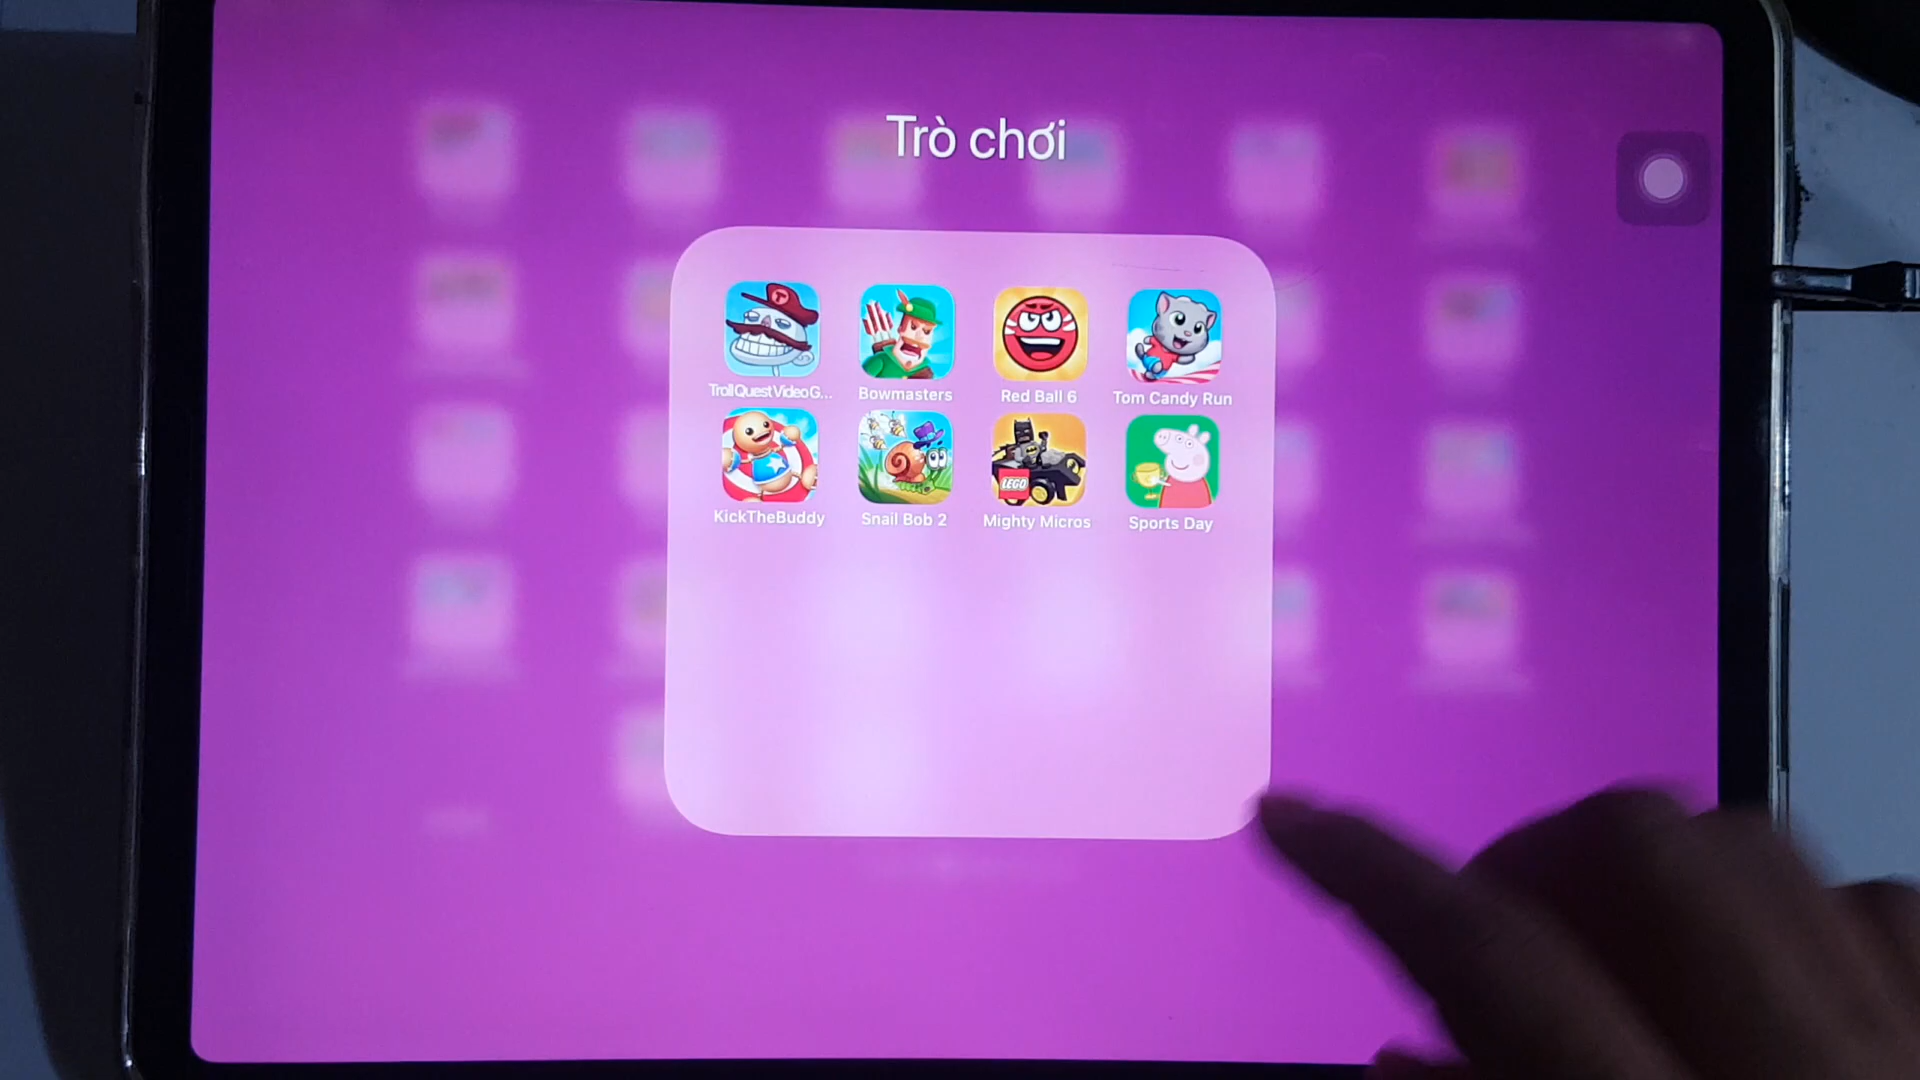 Trò chơi
TrollQuestVideoG...
Bowmasters
Red Ball 6
Tom Candy Run
KickTheBuddy
Snail Bob 2
Mighty Micros
Sports Day
T
LEGO